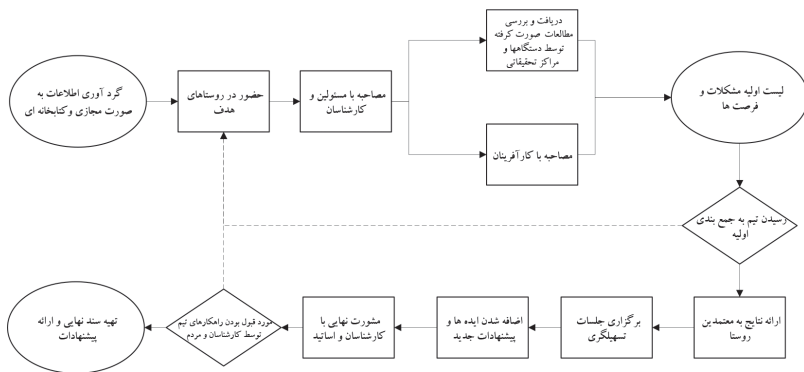 گرد آوری اطلاعات به
صورت مجازی وکتابخانه ای
حضور در روستاهای
هدف
مصاحبه با مسئولین و
کارشناسان
دریافت و بررسی
مطالعات صورت گرفته
توسط دستگاهها و
مراکز تحقیقاتی
مصاحبه با کارآفرینان
لیست اولیه مشکلات و
فرصت ها
رسیدن تیم به جمع بندی
اولیه
ارائه نتایج به معتمدین
روستا
برگزاری جلسات
تسهیلگری
اضافه شدن ایده ها و
پیشنهادات جدید
مشورت نهایی با
کارشناسان و اساتید
مورد قبول بودن راهکارهای تیم
توسط کارشناسان و مردم
تهیه سند نهایی و ارائه
پیشنهادات